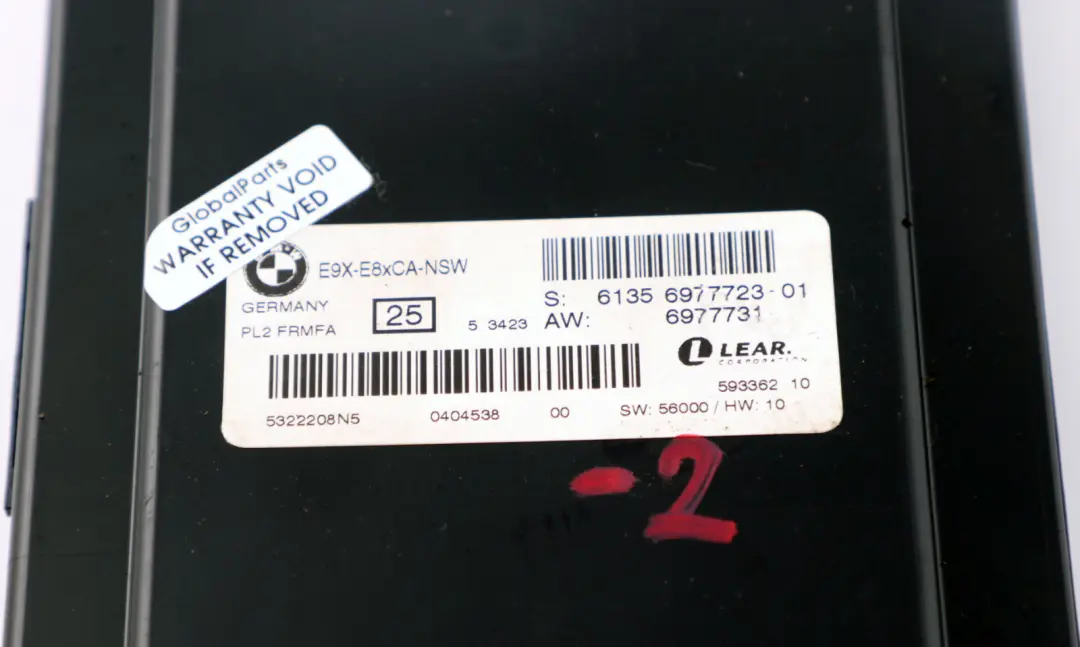 GlobalParts
WARRANTY VOID
IF REMOVED
E9X-E8xCA-NSW
GERMANY
PL2 FRMFA
25
5 3423
S: 6135 6977723-01
AW: 6977731
LEAR.
CORPORATION
593362 10
5322208N5 0404538 00 SW: 56000 / HW: 10
-2